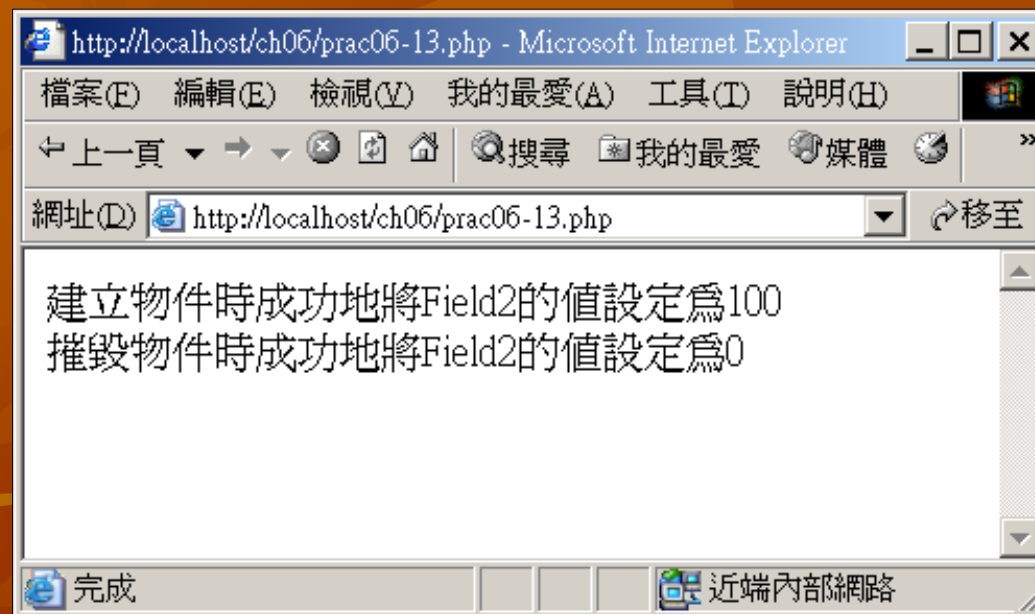 http://localhost/ch06/prac06-13.php - Microsoft Internet Explorer
檔案(F) 編輯(E) 檢視(V) 我的最愛(A) 工具(T) 說明(H)
上一頁 搜尋 我的最愛 媒體 »
網址(D) http://localhost/ch06/prac06-13.php 移至
建立物件時成功地將Field2的值設定為100
摧毀物件時成功地將Field2的值設定為0
完成 近端內部網路